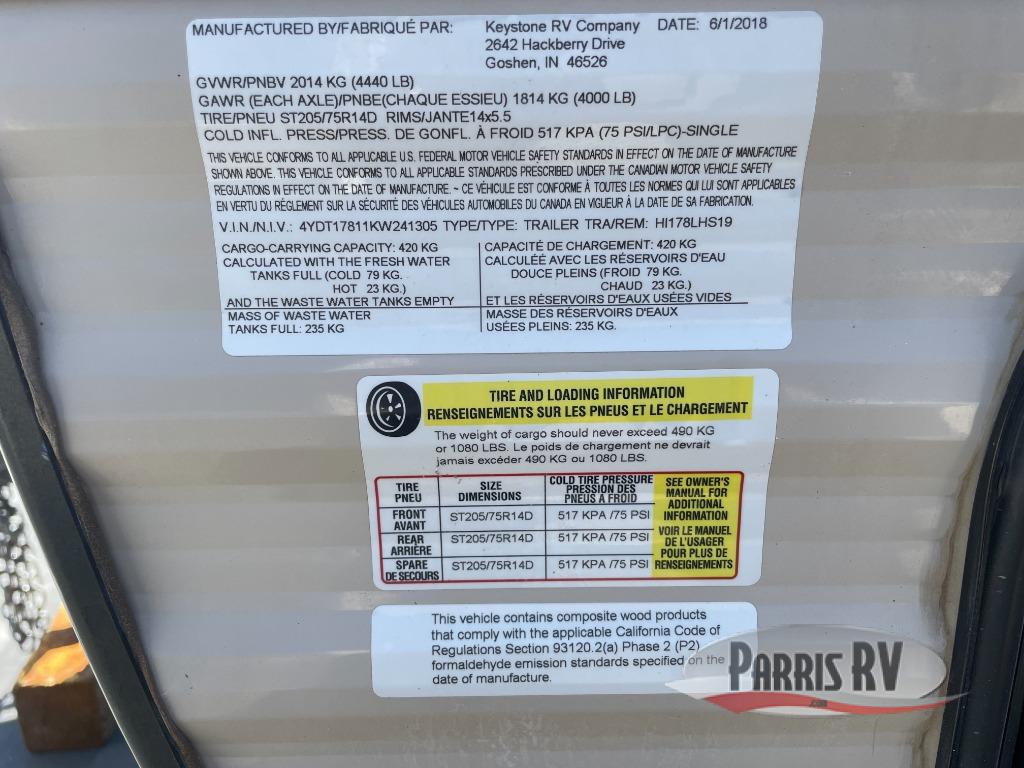 MANUFACTURED BY/FABRIQUÉ PAR: Keystone RV Company DATE: 6/1/2018
2642 Hackberry Drive
Goshen, IN 46526
GVWR/PNBV 2014 KG (4440 LB)
GAWR (EACH AXLE)/PNBE(CHAQUE ESSIEU) 1814 KG (4000 LB)
TIRE/PNEU ST205/75R14D RIMS/JANTE14x5.5
COLD INFL. PRESS/PRESS. DE GONFL. À FROID 517 KPA (75 PSI/LPC)-SINGLE
THIS VEHICLE CONFORMS TO ALL APPLICABLE U.S. FEDERAL MOTOR VEHICLE SAFETY STANDARDS IN EFFECT ON THE DATE OF MANUFACTURE
SHOWN ABOVE. THIS VEHICLE CONFORMS TO ALL APPLICABLE STANDARDS PRESCRIBED UNDER THE CANADIAN MOTOR VEHICLE SAFETY
REGULATIONS IN EFFECT ON THE DATE OF MANUFACTURE. ~ CE VÉHICULE EST CONFORME À TOUTES LES NORMES QUI LUI SONT APPLICABLES
EN VERTU DU RÉGLEMENT SUR LA SÉCURITÉ DES VÉHICULES AUTOMOBILES DU CANADA EN VIGUEUR À LA DATE DE SA FABRICATION.
V.I.N./N.I.V.: 4YDT17811KW241305 TYPE/TYPE: TRAILER TRA/REM: HI178LHS19
CARGO-CARRYING CAPACITY: 420 KG
CALCULATED WITH THE FRESH WATER
TANKS FULL (COLD 79 KG.
HOT 23 KG.)
AND THE WASTE WATER TANKS EMPTY
MASS OF WASTE WATER
TANKS FULL: 235 KG
CAPACITÉ DE CHARGEMENT: 420 KG
CALCULÉE AVEC LES RÉSERVOIRS D'EAU
DOUCE PLEINS (FROID 79 KG.
CHAUD 23 KG.)
ET LES RÉSERVOIRS D'EAUX USÉES VIDES
MASSE DES RÉSERVOIRS D'EAUX
USÉES PLEINS: 235 KG.
TIRE AND LOADING INFORMATION
RENSEIGNEMENTS SUR LES PNEUS ET LE CHARGEMENT
The weight of cargo should never exceed 490 KG
or 1080 LBS. Le poids de chargement ne devrait
jamais excéder 490 KG ou 1080 LBS.
TIRE SIZE COLD TIRE PRESSURE
PNEU DIMENSIONS PRESSION DES
PNEUS A FROID
FRONT ST205/75R14D 517 KPA /75 PSI
AVANT
REAR ST205/75R14D 517 KPA /75 PSI
ARRIÈRE
SPARE ST205/75R14D 517 KPA /75 PSI
DE SECOURS
SEE OWNER'S
MANUAL FOR
ADDITIONAL
INFORMATION
VOIR LE MANUEL
DE L'USAGER
POUR PLUS DE
RENSEIGNEMENTS
This vehicle contains composite wood products
that comply with the applicable California Code of
Regulations Section 93120.2(a) Phase 2 (P2)
formaldehyde emission standards specified on the
date of manufacture.
PARRIS RV
.com